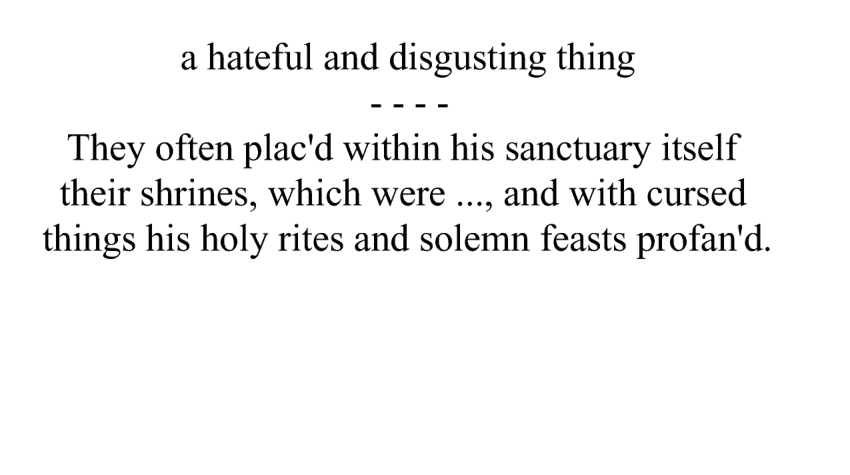 a hateful and disgusting thing
- - - -
They often plac'd within his sanctuary itself
their shrines, which were ..., and with cursed
things his holy rites and solemn feasts profan'd.